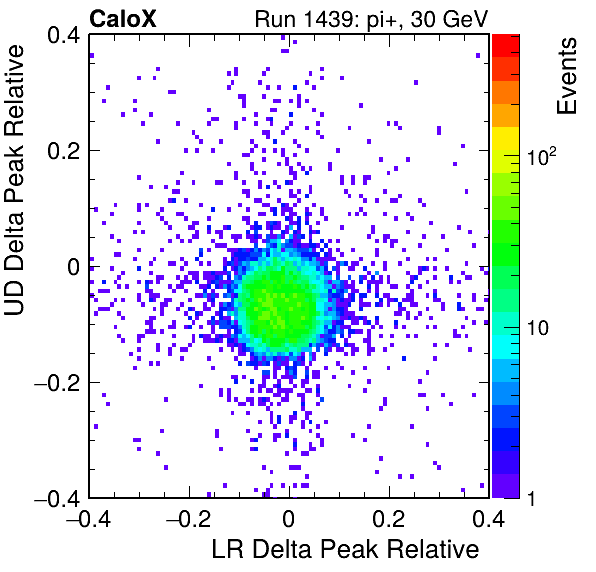 CaloX Run 1439: pi+, 30 GeV
UD Delta Peak Relative
0.4
0.2
0
−0.2
−0.4
−0.4 −0.2 0 0.2 0.4
LR Delta Peak Relative
Events
10²
10
1